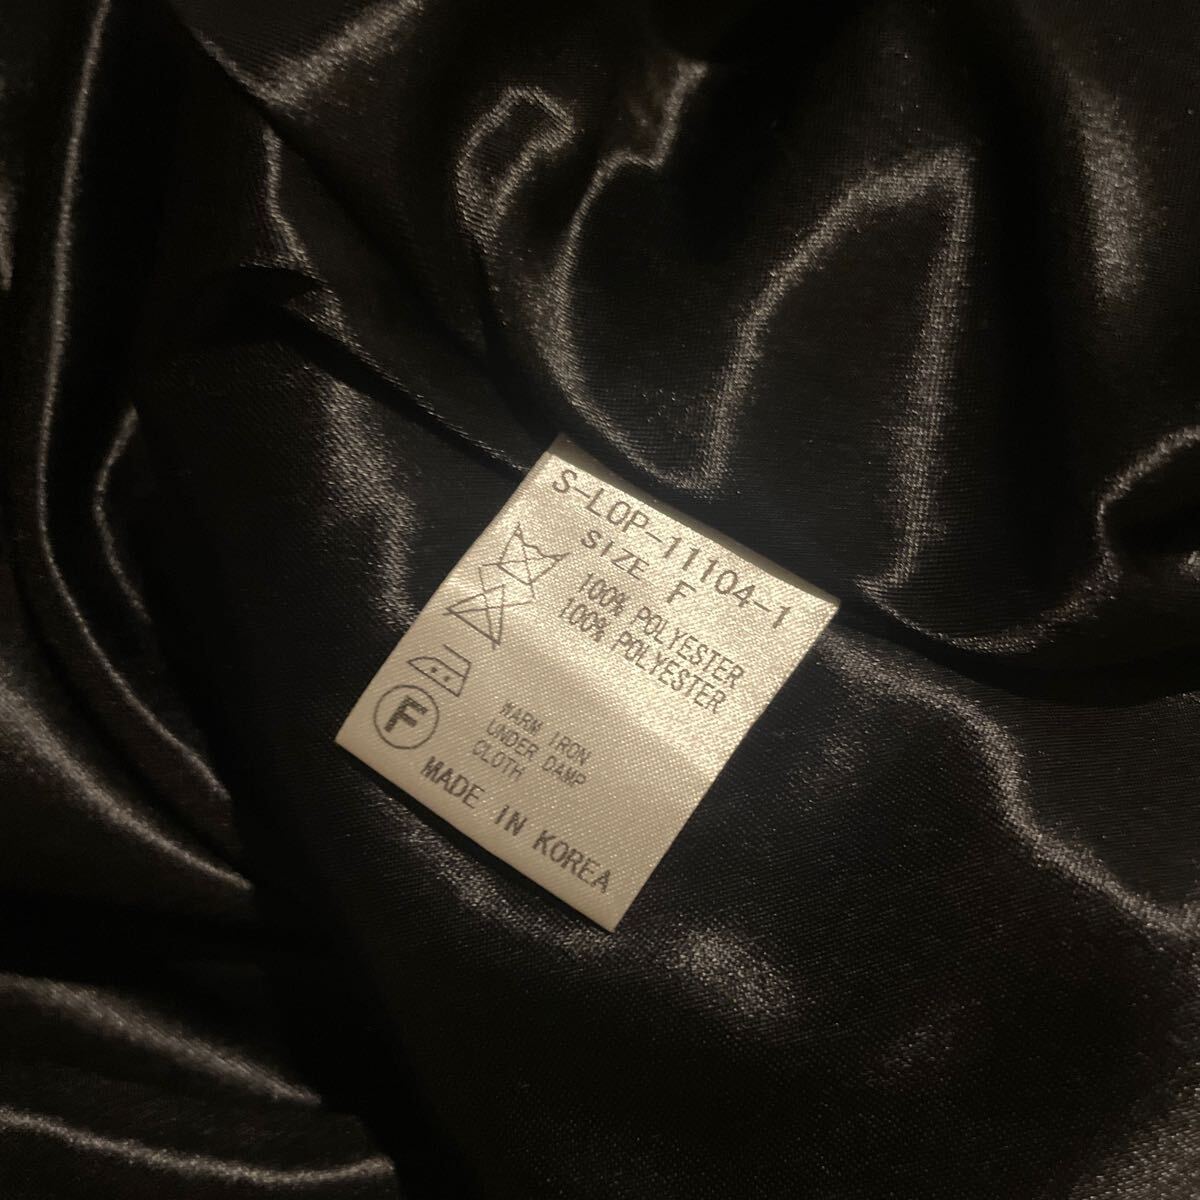 S-LOP-11104-1
SIZE F
100% POLYESTER
100% POLYESTER
WARM IRON
UNDER DAMP
CLOTH
F
MADE IN KOREA